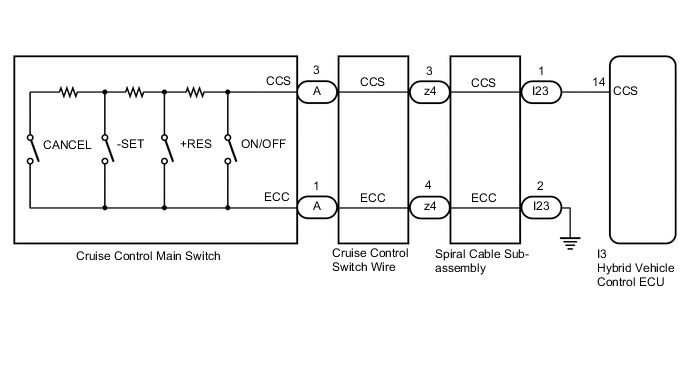 3
3
1
CCS
A
CCS
z4
CCS
I23
14
CCS
CANCEL
-SET
+RES
ON/OFF
1
4
2
ECC
A
ECC
z4
ECC
I23
Cruise Control Main Switch
Cruise Control
Switch Wire
Spiral Cable Sub-
assembly
I3
Hybrid Vehicle
Control ECU